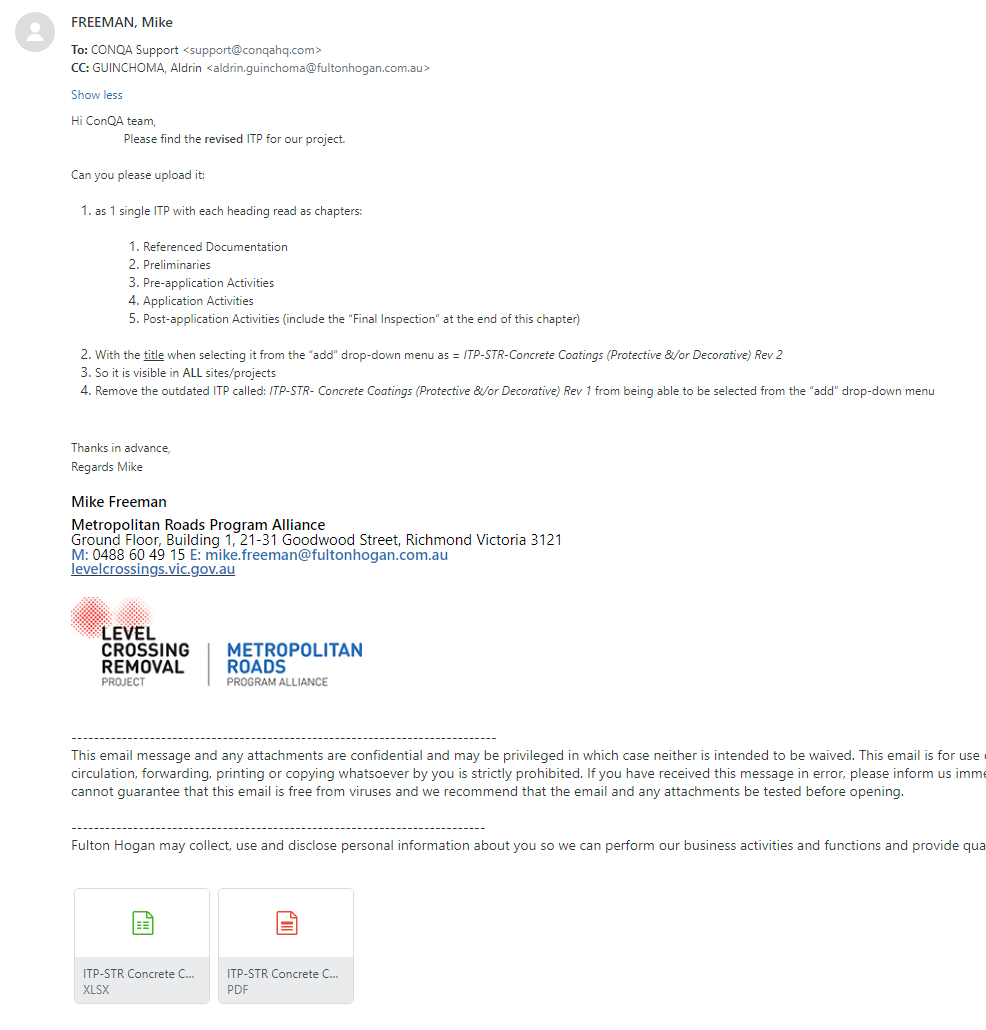 FREEMAN, Mike
To: CONQA Support <support@conqahq.com>
CC: GUINCHOMA, Aldrin <aldrin.guinchoma@fultonhogan.com.au>
Show less
Hi ConQA team,
Please find the revised ITP for our project.
Can you please upload it:
1. as 1 single ITP with each heading read as chapters:
1. Referenced Documentation
2. Preliminaries
3. Pre-application Activities
4. Application Activities
5. Post-application Activities (include the “Final Inspection” at the end of this chapter)
2. With the title when selecting it from the “add” drop-down menu as = ITP-STR-Concrete Coatings (Protective &/or Decorative) Rev 2
3. So it is visible in ALL sites/projects
4. Remove the outdated ITP called: ITP-STR- Concrete Coatings (Protective &/or Decorative) Rev 1 from being able to be selected from the “add” drop-down menu
Thanks in advance,
Regards Mike
Mike Freeman
Metropolitan Roads Program Alliance
Ground Floor, Building 1, 21-31 Goodwood Street, Richmond Victoria 3121
M: 0488 60 49 15 E: mike.freeman@fultonhogan.com.au
levelcrossings.vic.gov.au
LEVEL
CROSSING
REMOVAL
PROJECT
METROPOLITAN
ROADS
PROGRAM ALLIANCE
----------------------------------------------------------------------------
This email message and any attachments are confidential and may be privileged in which case neither is intended to be waived. This email is for use
circulation, forwarding, printing or copying whatsoever by you is strictly prohibited. If you have received this message in error, please inform us imme
cannot guarantee that this email is free from viruses and we recommend that the email and any attachments be tested before opening.
--------------------------------------------------------------------------
Fulton Hogan may collect, use and disclose personal information about you so we can perform our business activities and functions and provide qua
ITP-STR Concrete C...
XLSX
ITP-STR Concrete C...
PDF